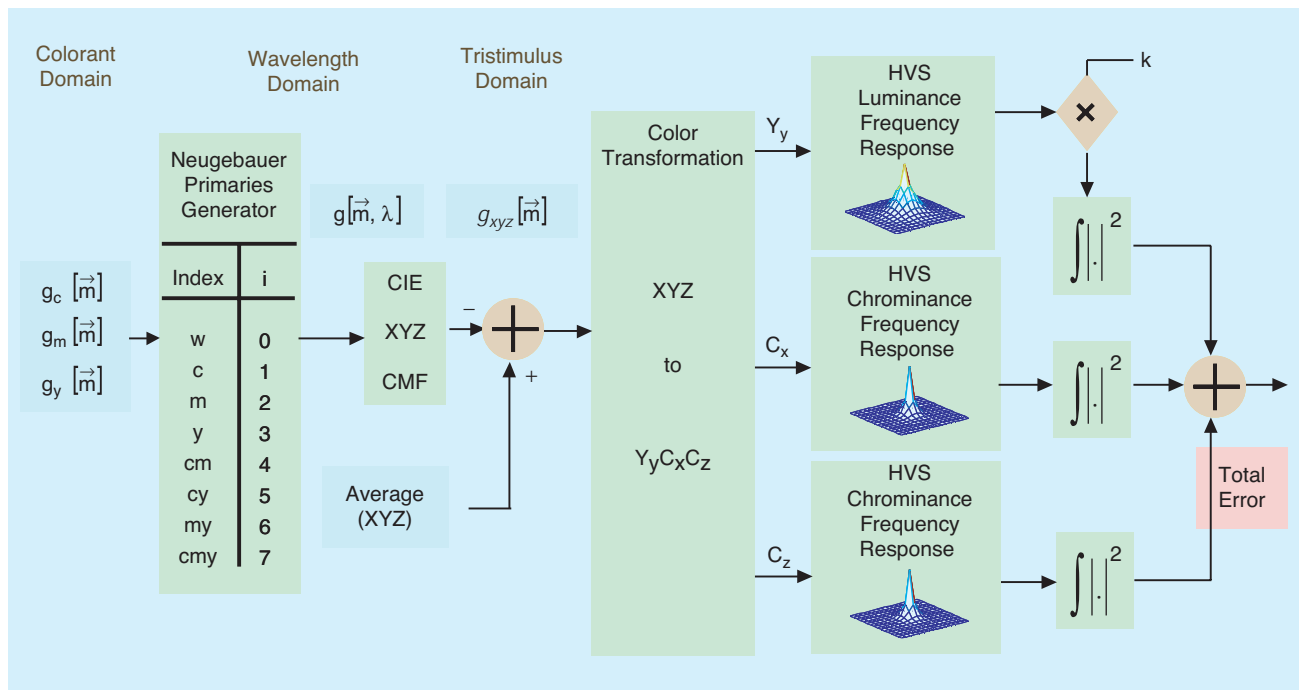 Colorant
Domain
Wavelength
Domain
Tristimulus
Domain
Neugebauer
Primaries
Generator
Index i
w 0
c 1
m 2
y 3
cm 4
cy 5
my 6
cmy 7
g_c [m⃗]
g_m [m⃗]
g_y [m⃗]
g[m⃗, λ]
g_xyz [m⃗]
CIE
XYZ
CMF
−
+
+
Average
(XYZ)
Color
Transformation
XYZ
to
Y_yC_xC_z
Y_y
C_x
C_z
HVS
Luminance
Frequency
Response
HVS
Chrominance
Frequency
Response
HVS
Chrominance
Frequency
Response
k
×
∫|.|²
∫|.|²
∫|.|²
+
Total
Error